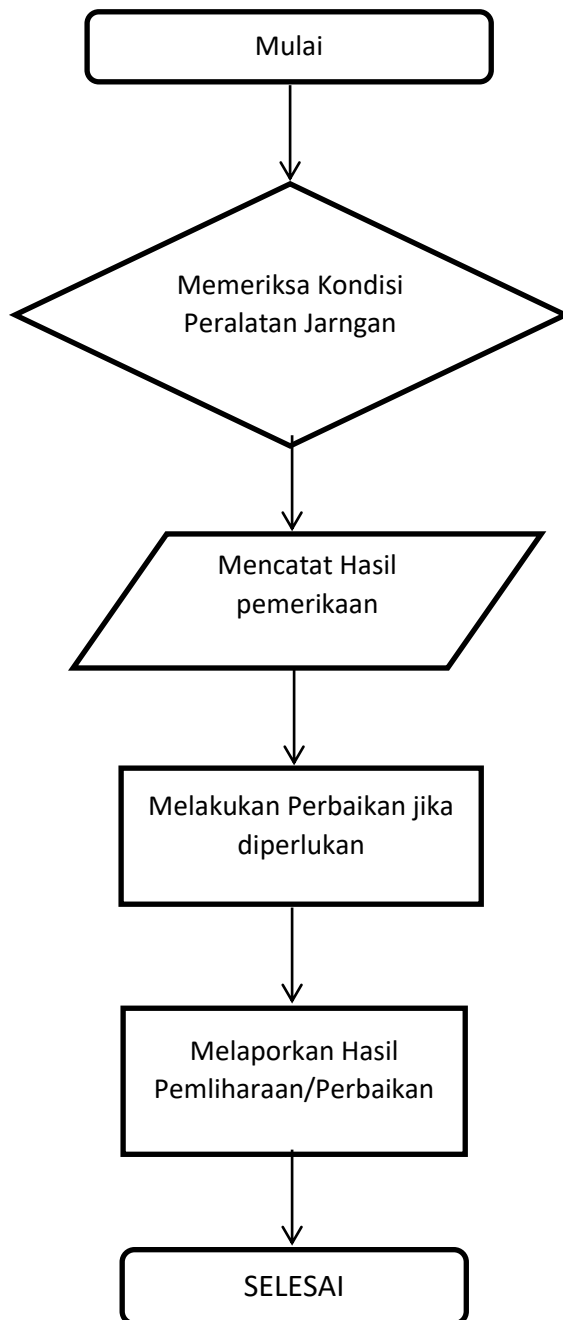 Mulai
Memeriksa Kondisi
Peralatan Jarngan
Mencatat Hasil
pemerikaan
Melakukan Perbaikan jika
diperlukan
Melaporkan Hasil
Pemliharaan/Perbaikan
SELESAI